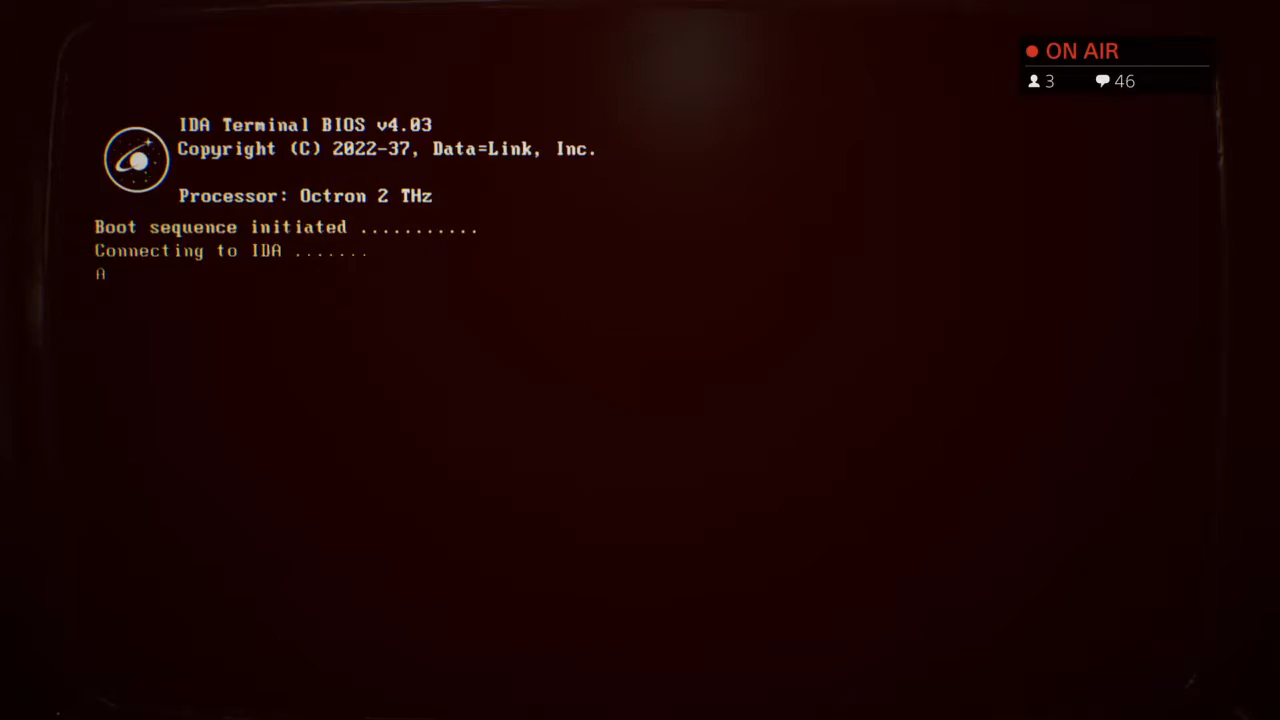 ON AIR
3 46
IDA Terminal BIOS v4.03
Copyright (C) 2022-37, Data=Link, Inc.
Processor: Octron 2 THz
Boot sequence initiated ...........
Connecting to IDA .......
A